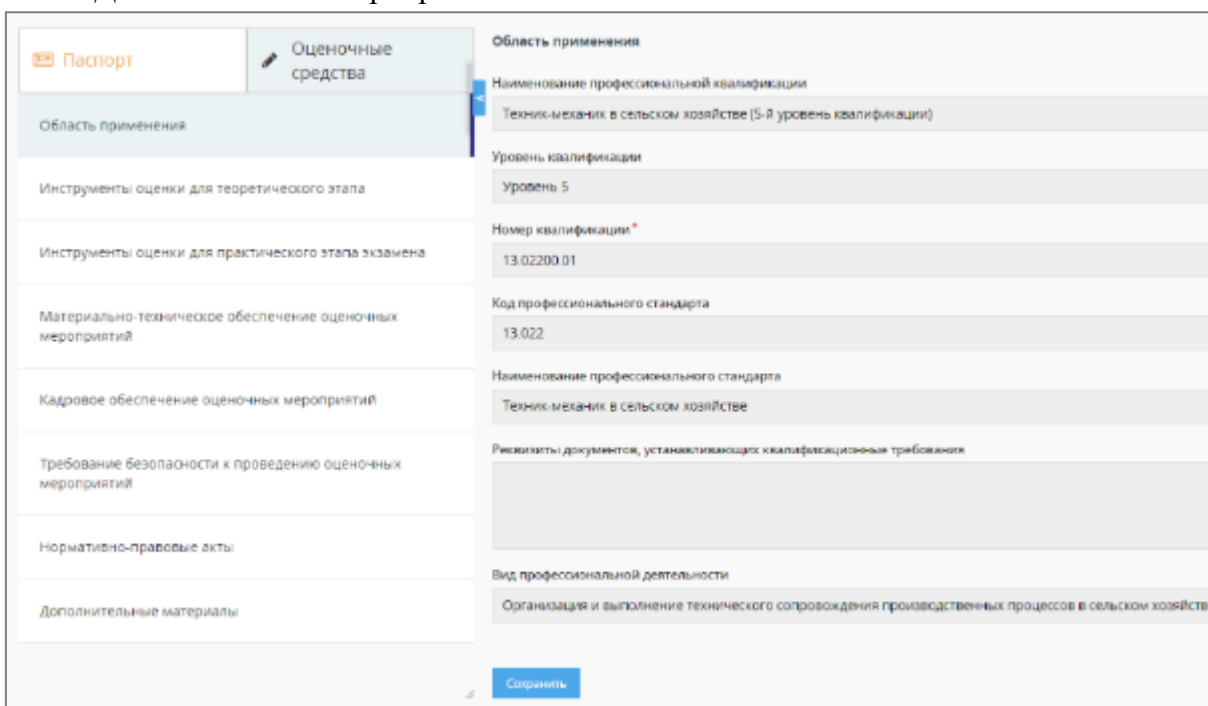 Паспорт
Оценочные
средства
Область применения
Инструменты оценки для теоретического этапа
Инструменты оценки для практического этапа экзамена
Материально-техническое обеспечение оценочных
мероприятий
Кадровое обеспечение оценочных мероприятий
Требование безопасности к проведению оценочных
мероприятий
Нормативно-правовые акты
Дополнительные материалы
Область применения
Наименование профессиональной квалификации
Техник-механик в сельском хозяйстве (5-й уровень квалификации)
Уровень квалификации
Уровень 5
Номер квалификации*
13.02200.01
Код профессионального стандарта
13.022
Наименование профессионального стандарта
Техник-механик в сельском хозяйстве
Реквизиты документов, устанавливающих квалификационные требования
Вид профессиональной деятельности
Организация и выполнение технического сопровождения производственных процессов в сельском хозяйств
Сохранить